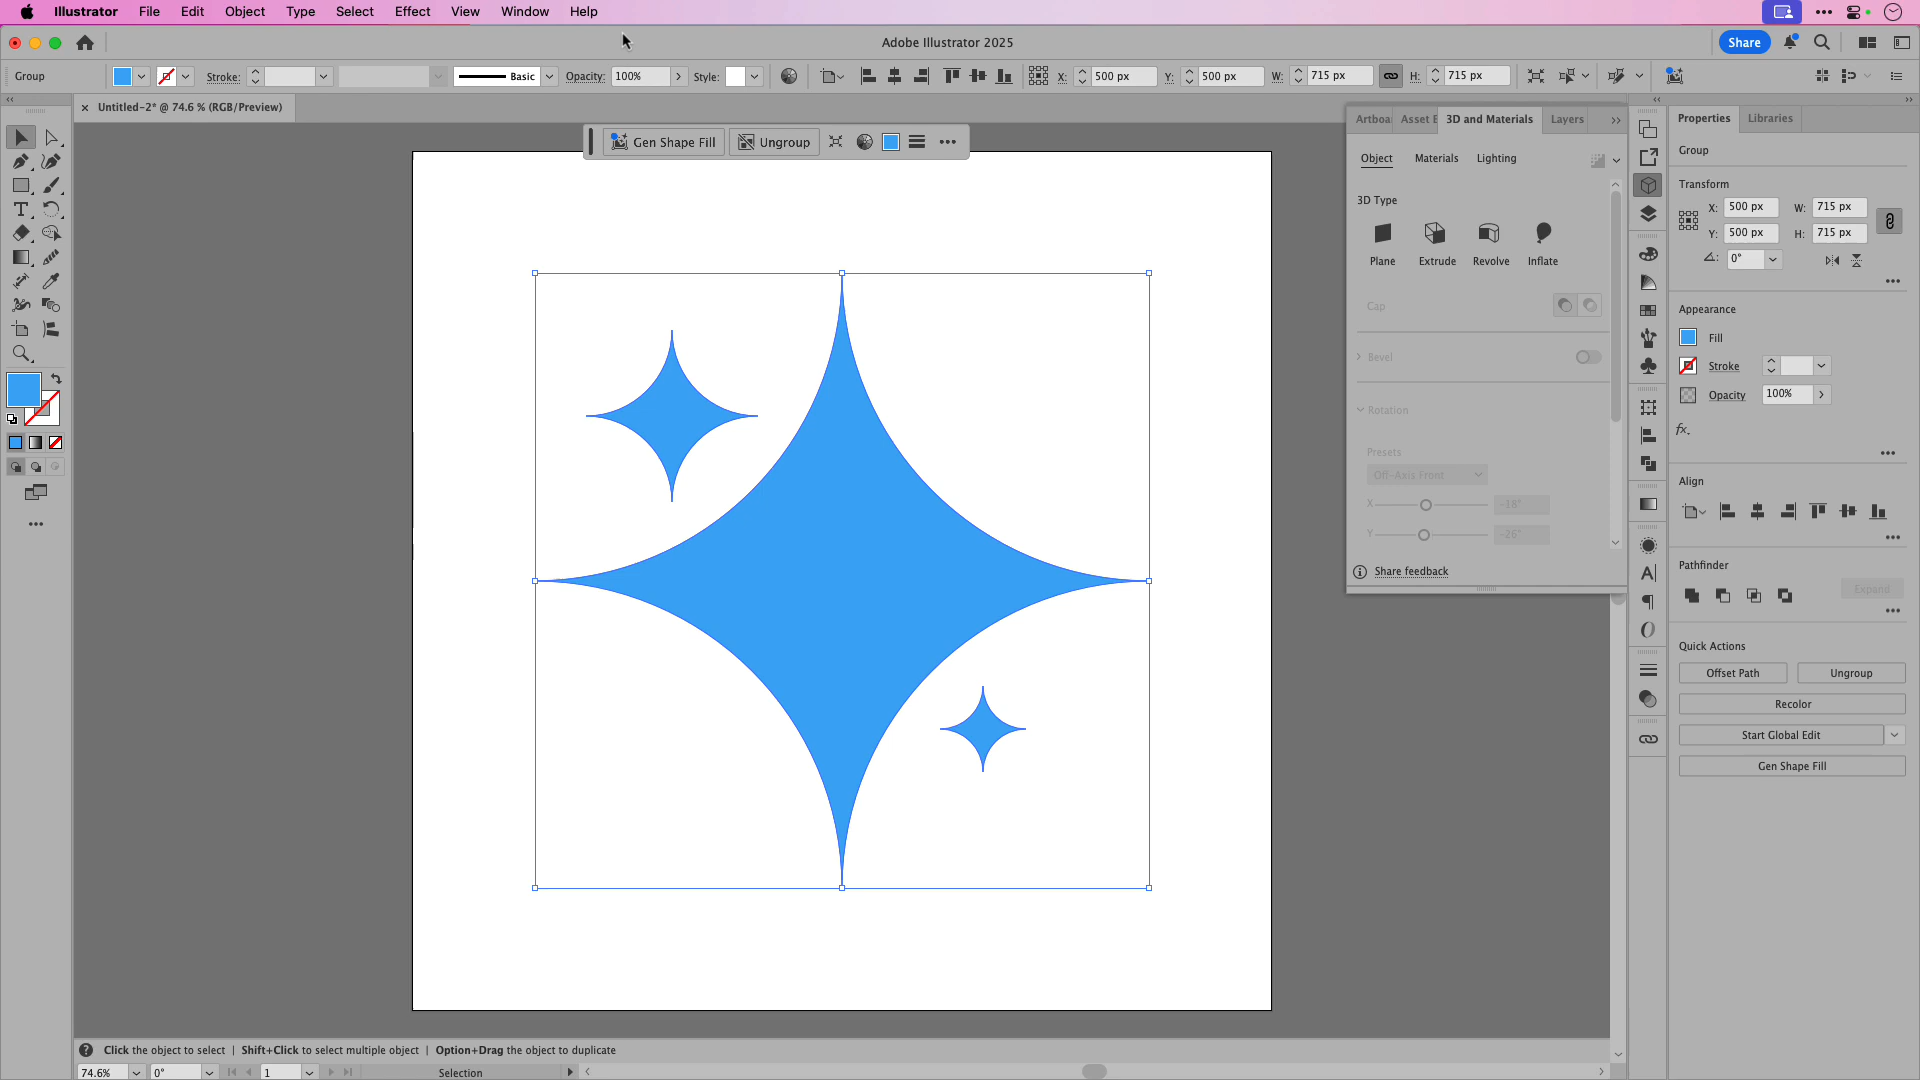 Illustrator File Edit Object Type Select Effect View Window Help
Adobe Illustrator 2025
Share
Group
Stroke:
Basic
Opacity: 100%
Style:
X: 500 px
Y: 500 px
W: 715 px
H: 715 px
Untitled-2* @ 74.6 % (RGB/Preview)
Gen Shape Fill
Ungroup
Artboa Asset E 3D and Materials Layers
Object Materials Lighting
3D Type
Plane Extrude Revolve Inflate
Cap
Bevel
Rotation
Presets
Off-Axis Front
X -18°
Y -26°
Share feedback
Properties Libraries
Group
Transform
X: 500 px W: 715 px
Y: 500 px H: 715 px
0°
Appearance
Fill
Stroke
Opacity 100%
fx.
Align
Pathfinder
Expand
Quick Actions
Offset Path Ungroup
Recolor
Start Global Edit
Gen Shape Fill
Click the object to select | Shift+Click to select multiple object | Option+Drag the object to duplicate
74.6% 0° 1 Selection